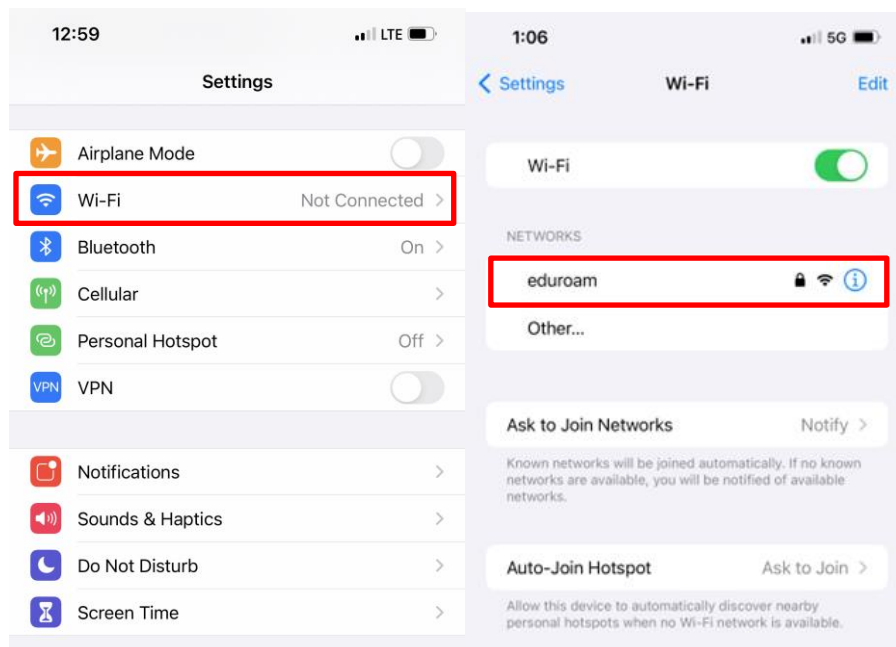 12:59
LTE
Settings
Airplane Mode
Wi-Fi Not Connected
Bluetooth On
Cellular
Personal Hotspot Off
VPN VPN
Notifications
Sounds & Haptics
Do Not Disturb
Screen Time
1:06
5G
Settings Wi-Fi Edit
Wi-Fi
NETWORKS
eduroam
Other...
Ask to Join Networks Notify
Known networks will be joined automatically. If no known
networks are available, you will be notified of available
networks.
Auto-Join Hotspot Ask to Join
Allow this device to automatically discover nearby
personal hotspots when no Wi-Fi network is available.